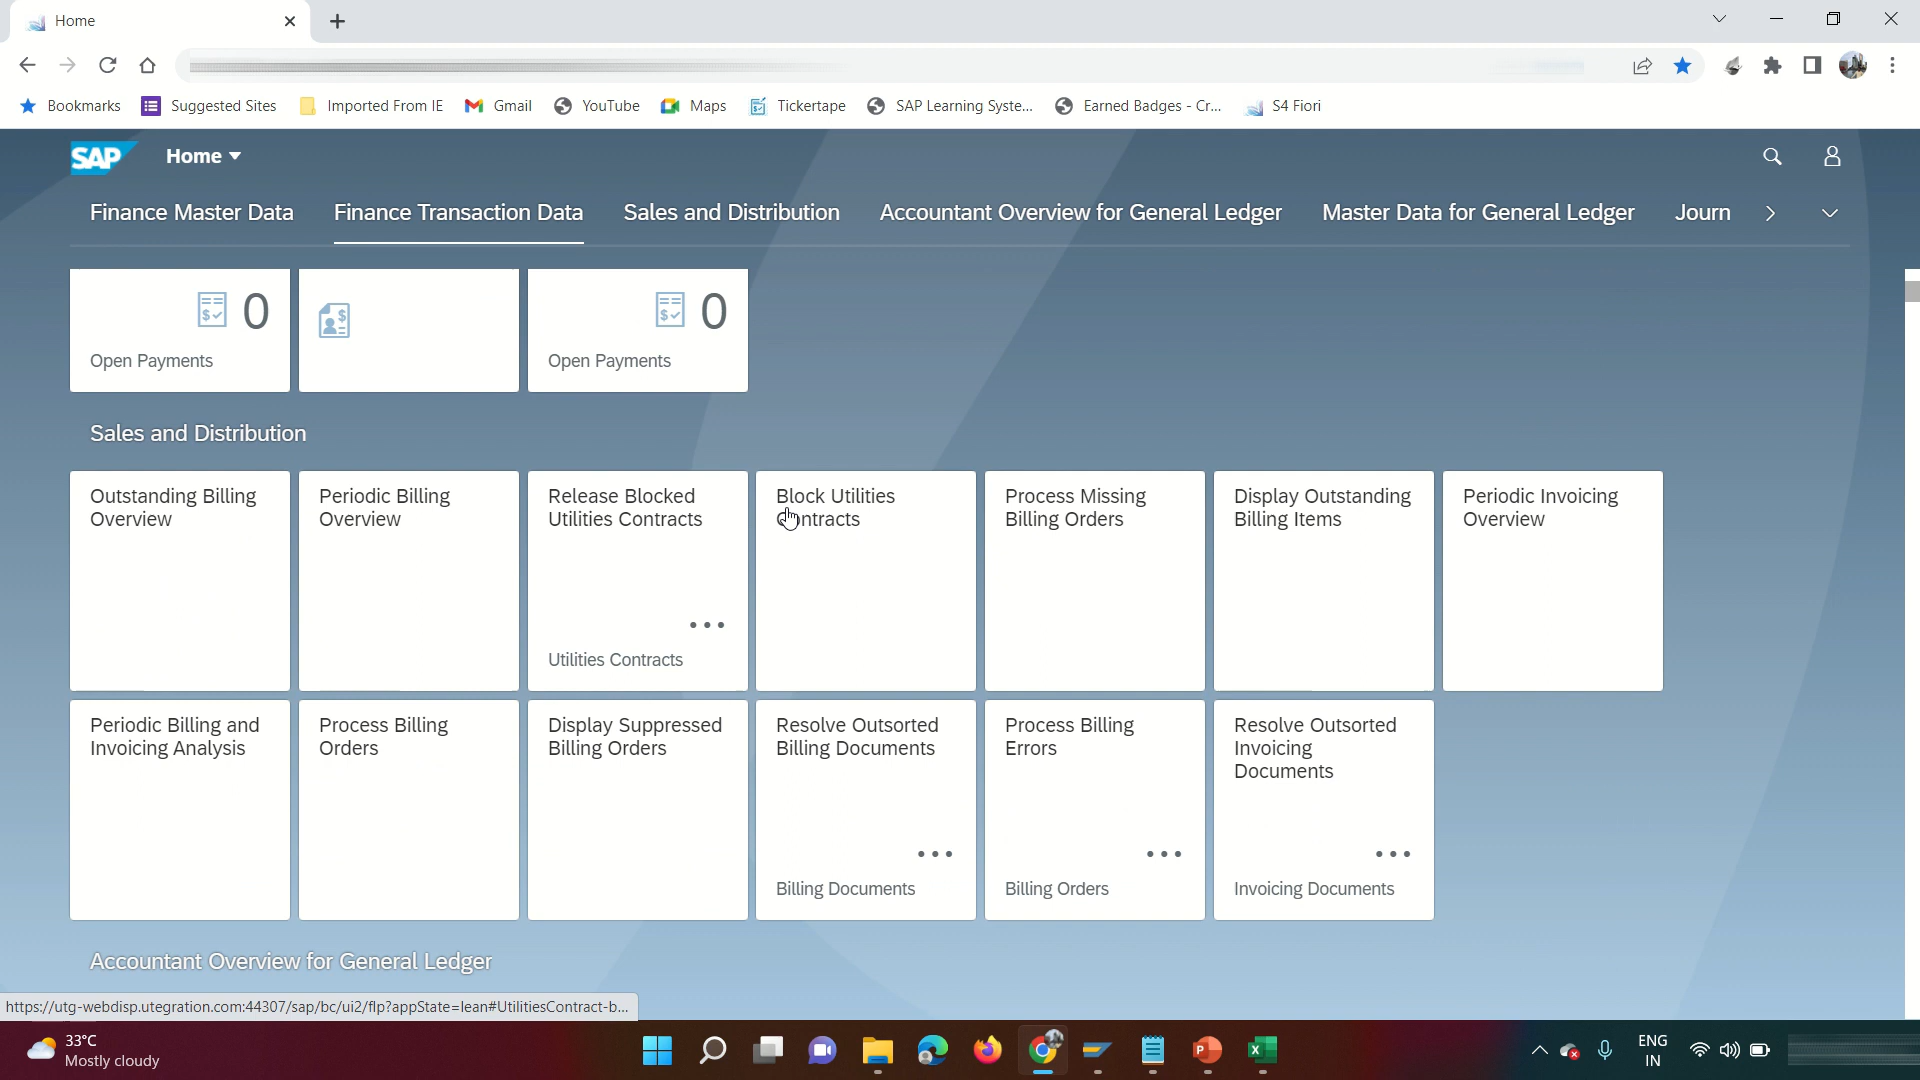 Home
Bookmarks
Suggested Sites
Imported From IE
Gmail
YouTube
Maps
Tickertape
SAP Learning Syste...
Earned Badges - Cr...
S4 Fiori
SAP
Home
Finance Master Data
Finance Transaction Data
Sales and Distribution
Accountant Overview for General Ledger
Master Data for General Ledger
Journ
0
Open Payments
0
Open Payments
Sales and Distribution
Outstanding Billing
Overview
Periodic Billing
Overview
Release Blocked
Utilities Contracts
Utilities Contracts
Block Utilities
Contracts
Process Missing
Billing Orders
Display Outstanding
Billing Items
Periodic Invoicing
Overview
Periodic Billing and
Invoicing Analysis
Process Billing
Orders
Display Suppressed
Billing Orders
Resolve Outsorted
Billing Documents
Billing Documents
Process Billing
Errors
Billing Orders
Resolve Outsorted
Invoicing
Documents
Invoicing Documents
Accountant Overview for General Ledger
https://utg-webdisp.utegration.com:44307/sap/bc/ui2/flp?appState=lean#UtilitiesContract-b...
33°C
Mostly cloudy
ENG
IN